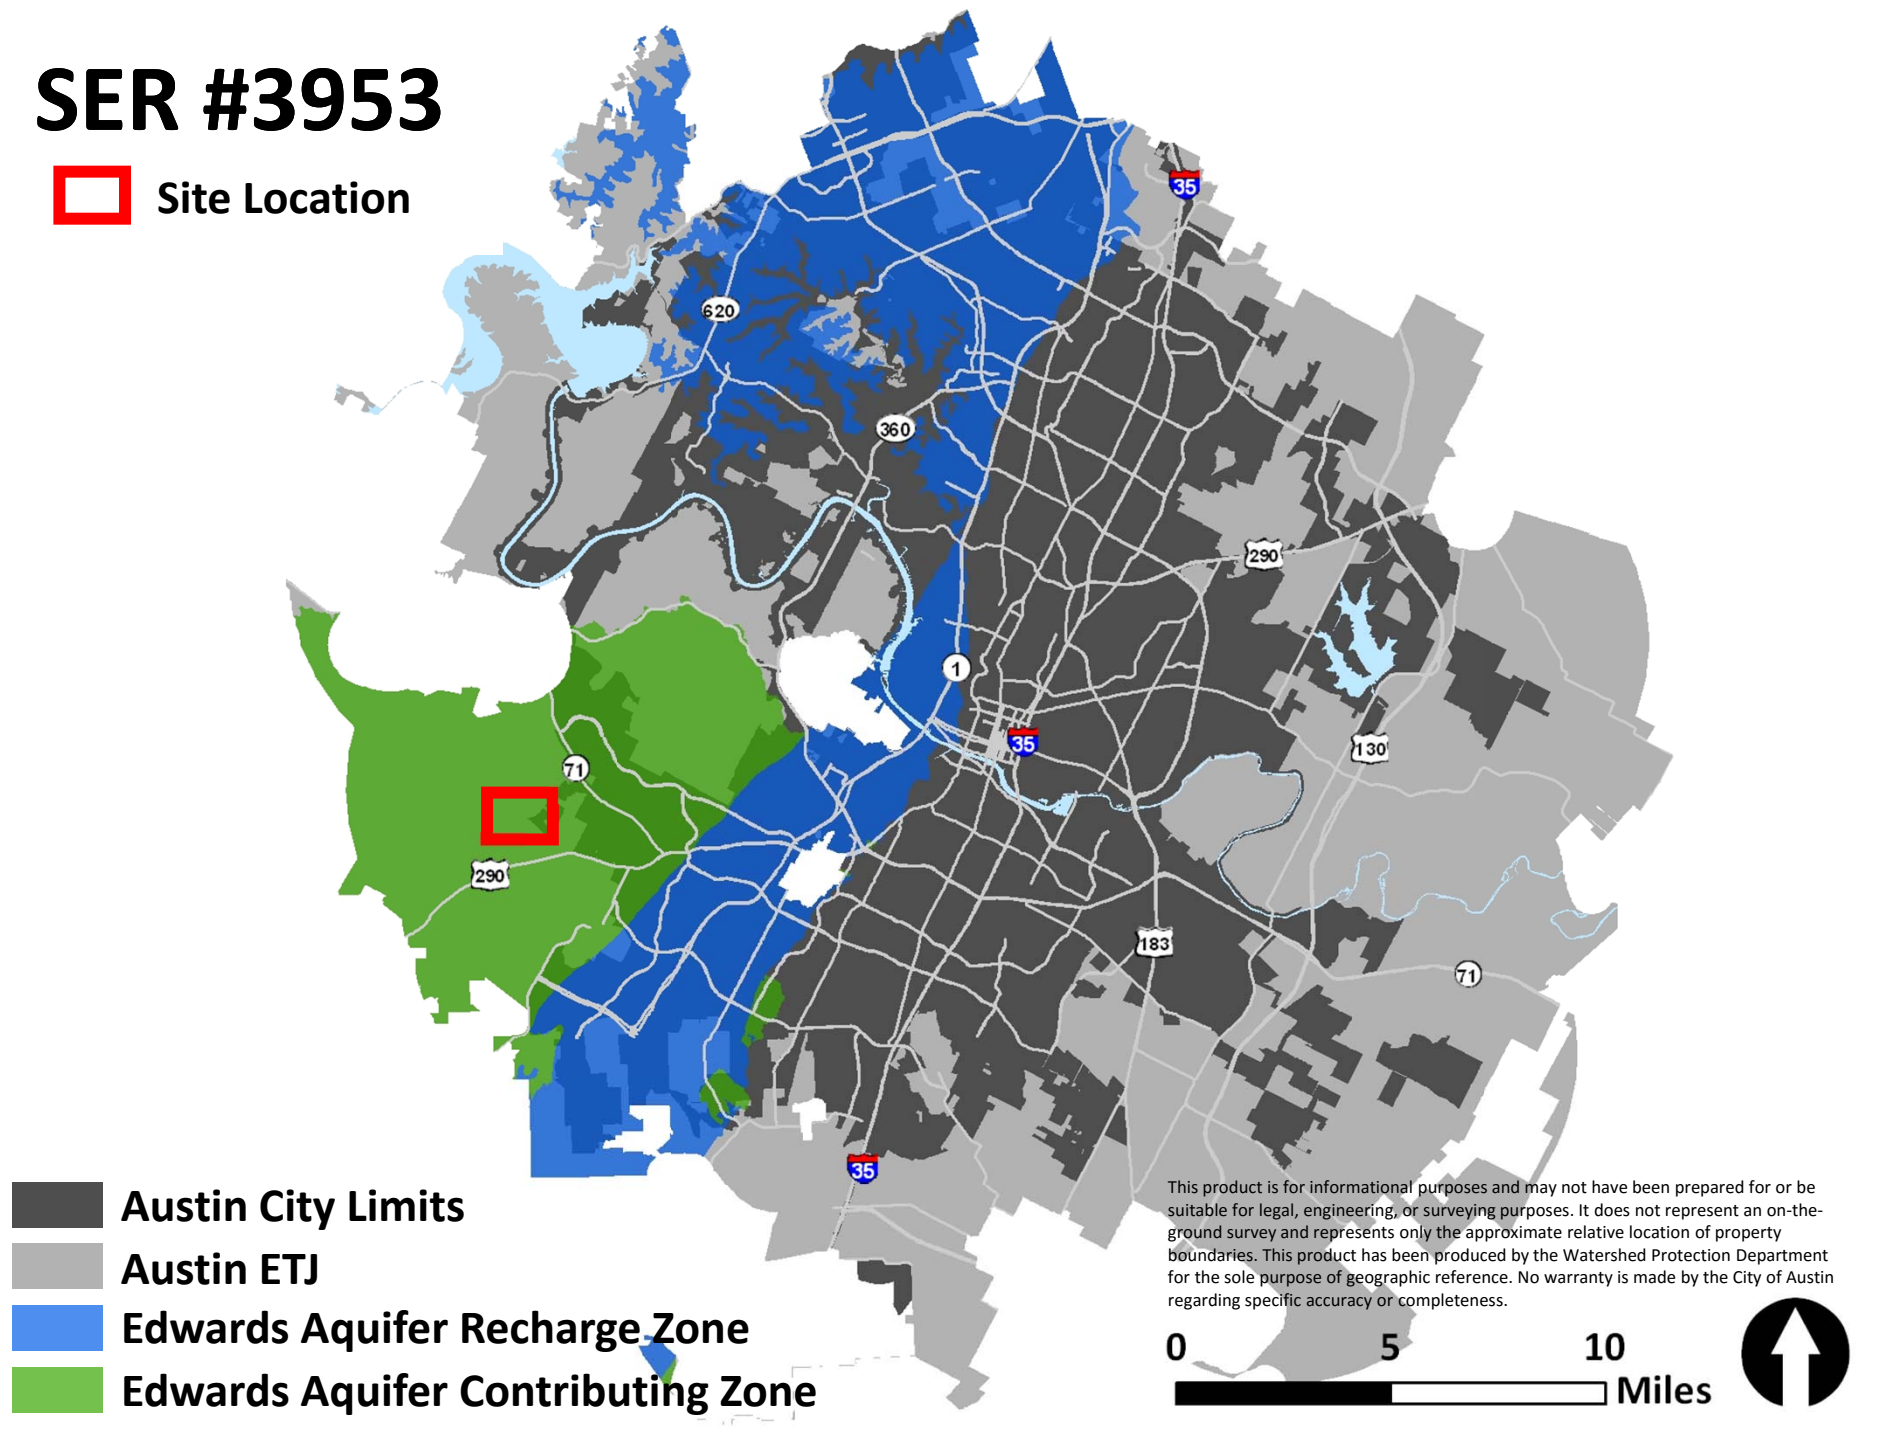 SER #3953
Site Location
35
620
360
290
1
35
130
71
290
183
71
35
Austin City Limits
Austin ETJ
Edwards Aquifer Recharge Zone
Edwards Aquifer Contributing Zone
This product is for informational purposes and may not have been prepared for or be
suitable for legal, engineering, or surveying purposes. It does not represent an on-the-
ground survey and represents only the approximate relative location of property
boundaries. This product has been produced by the Watershed Protection Department
for the sole purpose of geographic reference. No warranty is made by the City of Austin
regarding specific accuracy or completeness.
0 5 10
Miles